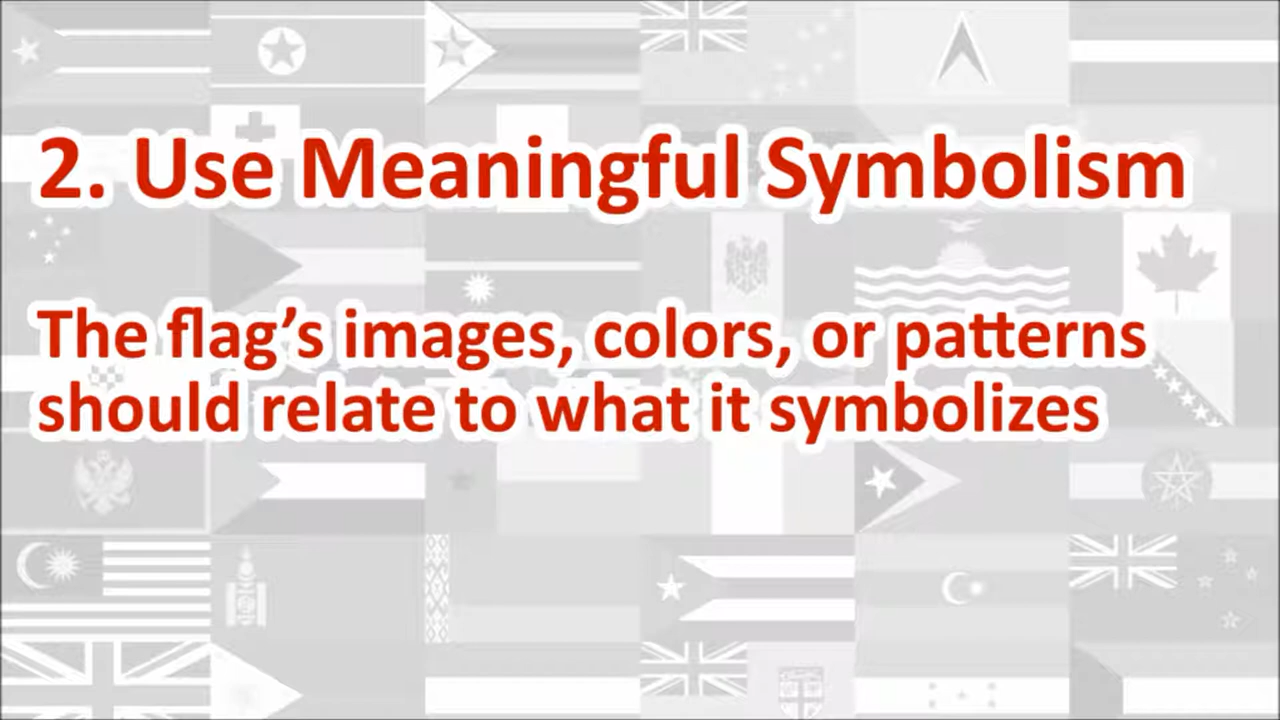 2. Use Meaningful Symbolism
The flag’s images, colors, or patterns
should relate to what it symbolizes